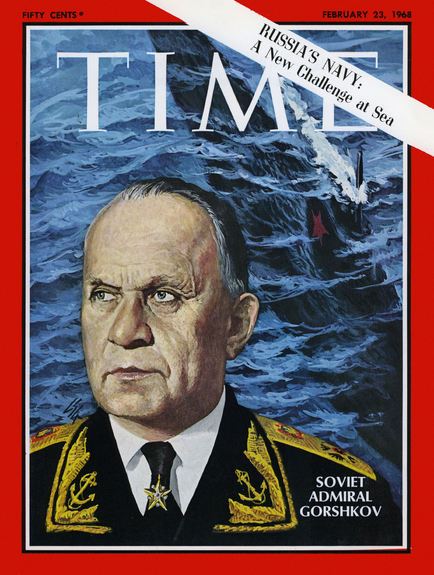 FIFTY CENTS *
FEBRUARY 23, 1968
RUSSIA'S NAVY:
A New Challenge at Sea
TIME
SOVIET
ADMIRAL
GORSHKOV